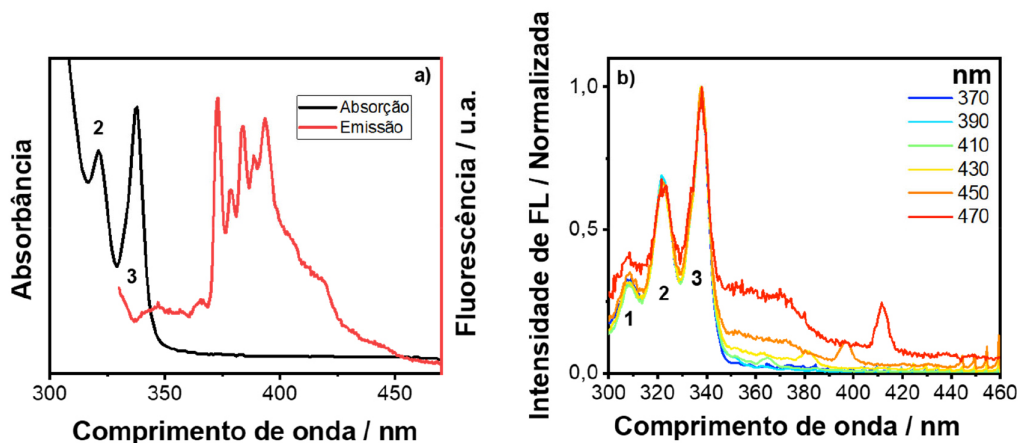 a)
Absorção
Emissão
2
3
Absorbância
Fluorescência / u.a.
300
350
400
450
Comprimento de onda / nm
b)
nm
370
390
410
430
450
470
1
2
3
Intensidade de FL / Normalizada
1,0
0,5
0,0
300
320
340
360
380
400
420
440
460
Comprimento de onda / nm